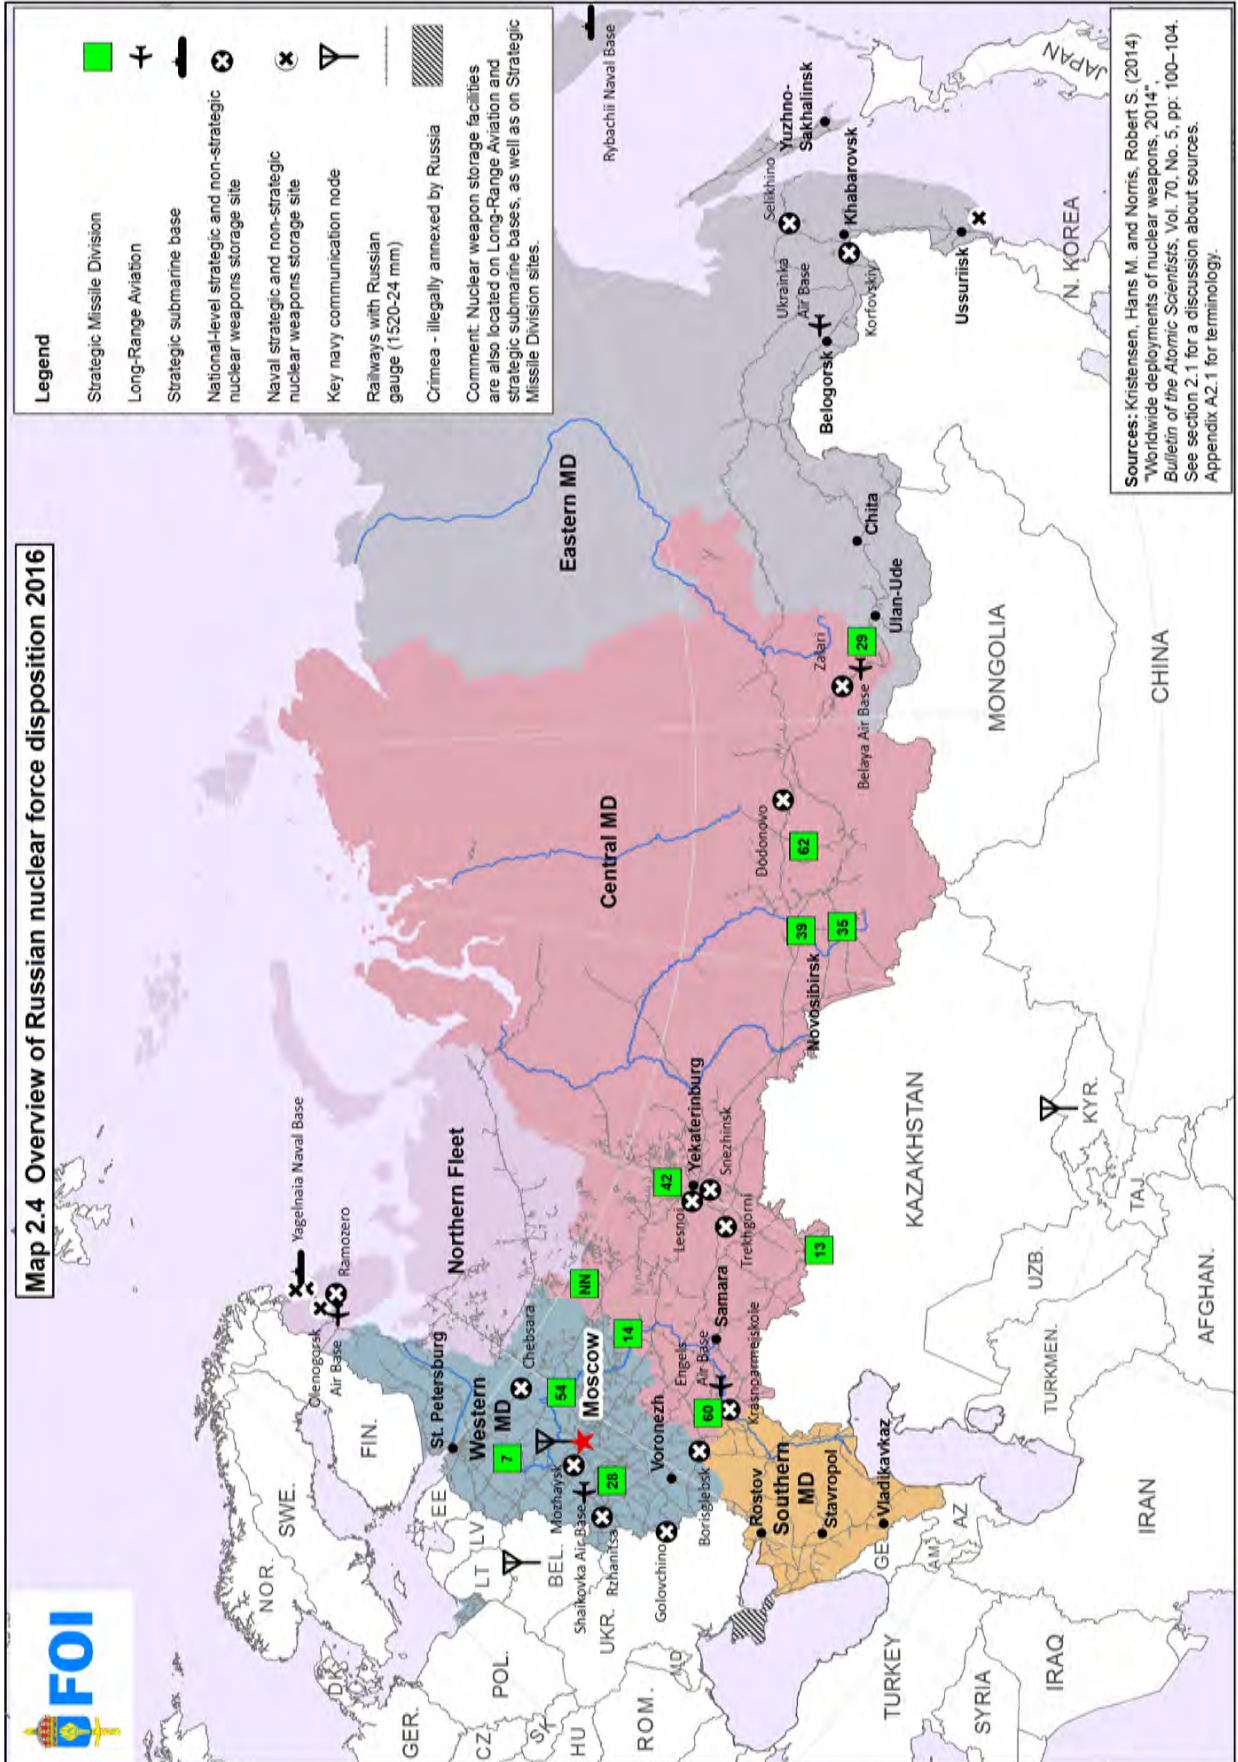 Map 2.4 Overview of Russian nuclear force disposition 2016
FOI
Legend
Strategic Missile Division
Long-Range Aviation
Strategic submarine base
National-level strategic and non-strategic
nuclear weapons storage site
Naval strategic and non-strategic
nuclear weapons storage site
Key navy communication node
Railways with Russian
gauge (1520-24 mm)
Crimea - illegally annexed by Russia
Comment: Nuclear weapon storage facilities
are also located on Long-Range Aviation and
strategic submarine bases, as well as on Strategic
Missile Division sites.
Rybachii Naval Base
Yagelnaia Naval Base
Ramozero
Olenogorsk
Air Base
NOR.
SWE.
FIN.
EE
LV
LT
BEL.
DK
GER.
POL.
CZ
HU
UKR.
ROM.
MD
Northern Fleet
St. Petersburg
Western
MD
Chebsara
7
54
Moscow
Mozhaysk
Shaikovka Air Base
28
Rzhanitsa
Golovchino
Voronezh
Borisglebsk
NN
14
60
Engels
Air Base
Samara
Krasnoarmejskoie
42
Yekaterinburg
Lesnoi
Snezhinsk
Trekhgorni
13
Southern
MD
Rostov
Stavropol
Vladikavkaz
GE
AM
AZ
TURKEY
SYRIA
IRAQ
IRAN
Central MD
Novosibirsk
39
35
62
Dodonovo
Zalari
29
Belaya Air Base
Ulan-Ude
Chita
Eastern MD
Belogorsk
Ukrainka
Air Base
Selikhino
Yuzhno-
Sakhalinsk
Khabarovsk
Korfovskiy
Ussuriisk
KAZAKHSTAN
UZB.
TURKMEN.
KYR.
TAJ.
AFGHAN.
MONGOLIA
CHINA
N. KOREA
JAPAN
Sources: Kristensen, Hans M. and Norris, Robert S. (2014)
"Worldwide deployments of nuclear weapons, 2014",
Bulletin of the Atomic Scientists, Vol. 70, No. 5, pp: 100–104.
See section 2.1 for a discussion about sources.
Appendix A2.1 for terminology.